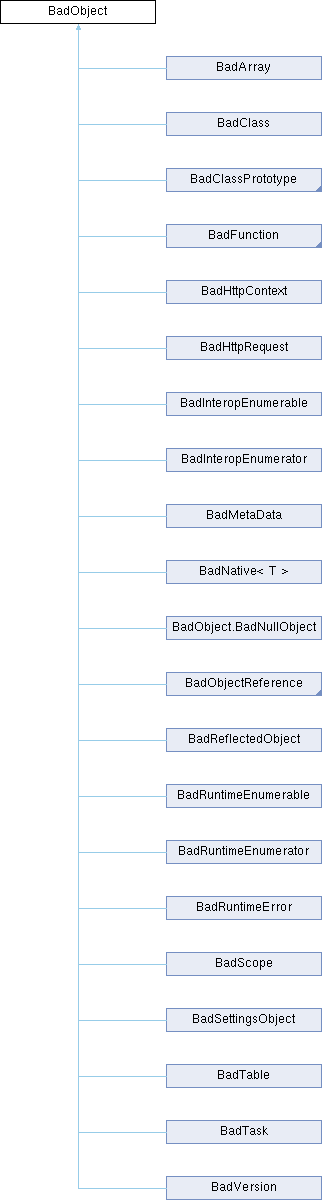 BadObject
BadArray
BadClass
BadClassPrototype
BadFunction
BadHttpContext
BadHttpRequest
BadInteropEnumerable
BadInteropEnumerator
BadMetaData
BadNative< T >
BadObject.BadNullObject
BadObjectReference
BadReflectedObject
BadRuntimeEnumerable
BadRuntimeEnumerator
BadRuntimeError
BadScope
BadSettingsObject
BadTable
BadTask
BadVersion